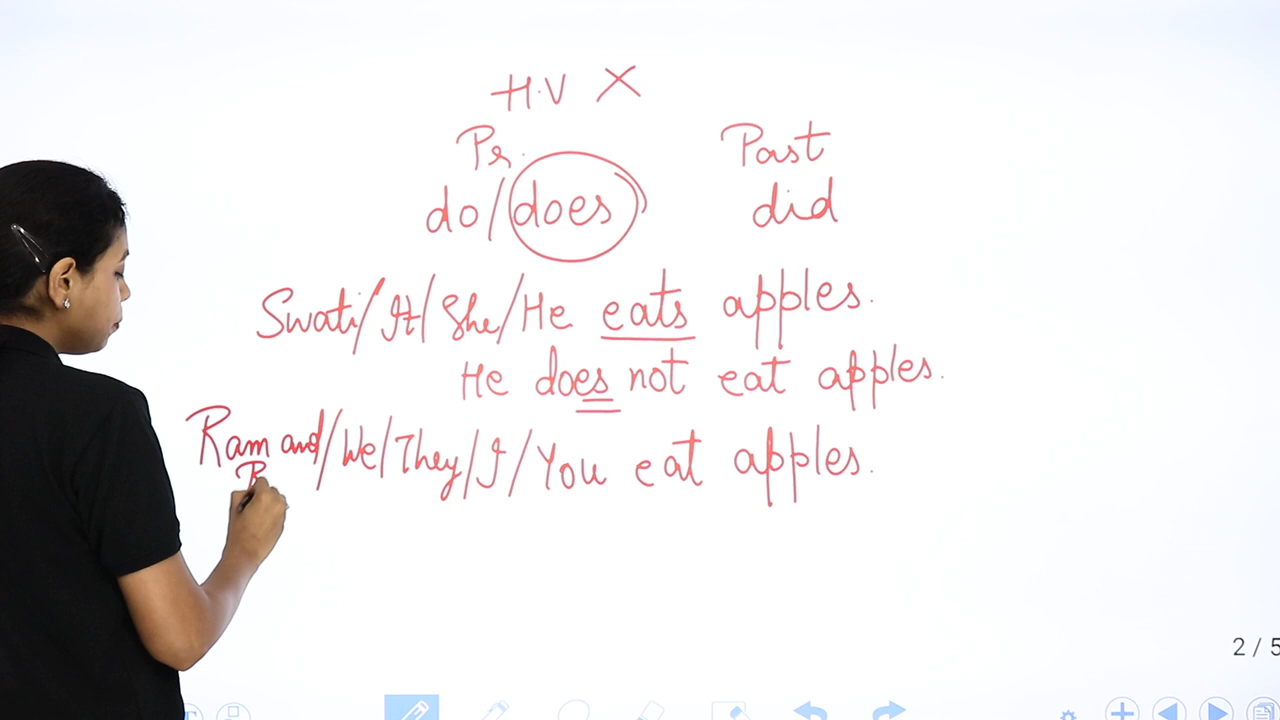 H.V X
Pr. Past
do/does did
Swati/It/She/He eats apples.
He does not eat apples.
Ram and/We/They/I/You eat apples.
R
2 / 5